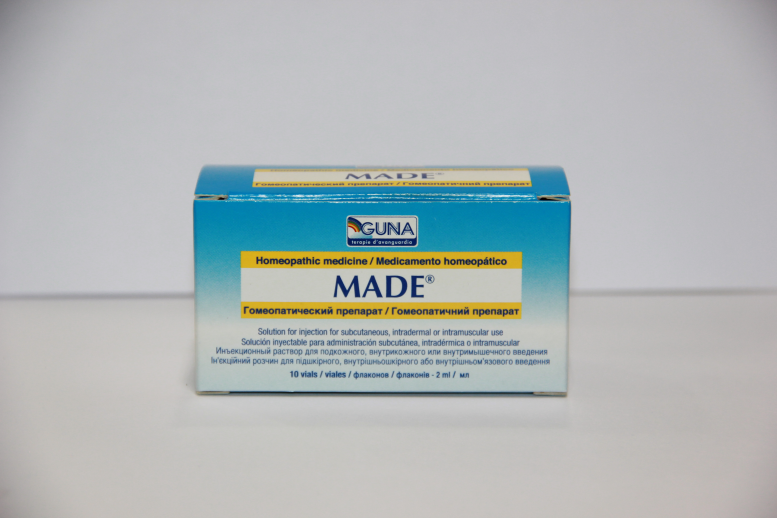 MADE®
Гомеопатический препарат / Гомеопатичний препарат
GUNA
terapie d'avanguardia
Homeopathic medicine / Medicamento homeopático
MADE®
Гомеопатический препарат / Гомеопатичний препарат
Solution for injection for subcutaneous, intradermal or intramuscular use
Solución inyectable para administración subcutánea, intradérmica o intramuscular
Инъекционный раствор для подкожного, внутрикожного или внутримышечного введения
Ін'єкційний розчин для підшкірного, внутрішньошкірного або внутрішньом'язового введення
10 vials / viales / флаконов / флаконів - 2 ml / мл